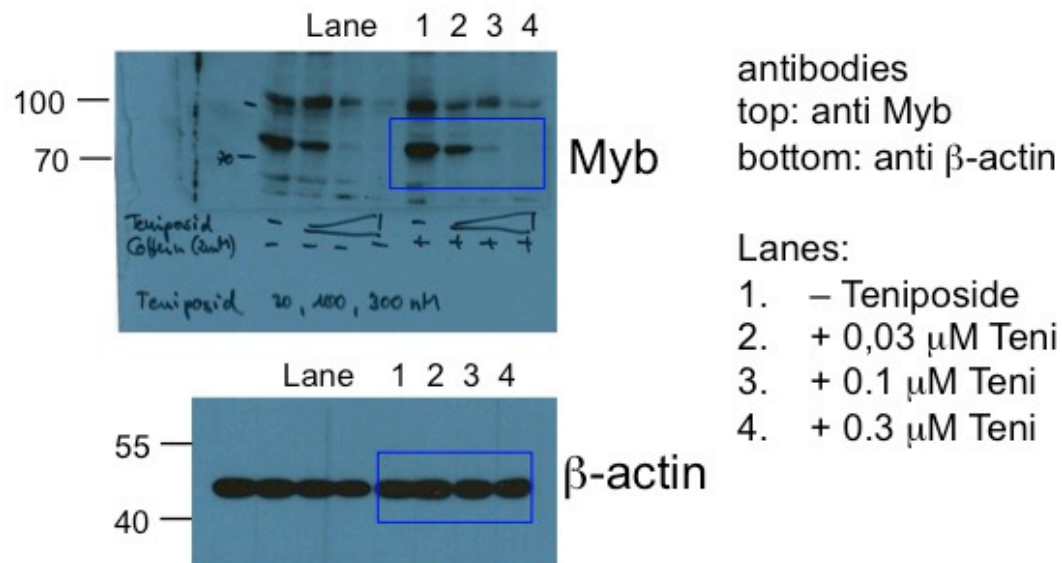 Lane 1 2 3 4
100
70
70
Myb
Teniposid - -
Coffein (2mM) - - - - + + + +
Teniposid 30, 100, 300 nM
antibodies
top: anti Myb
bottom: anti β-actin
Lanes:
1. – Teniposide
2. + 0,03 μM Teni
3. + 0.1 μM Teni
4. + 0.3 μM Teni
Lane 1 2 3 4
55
40
β-actin